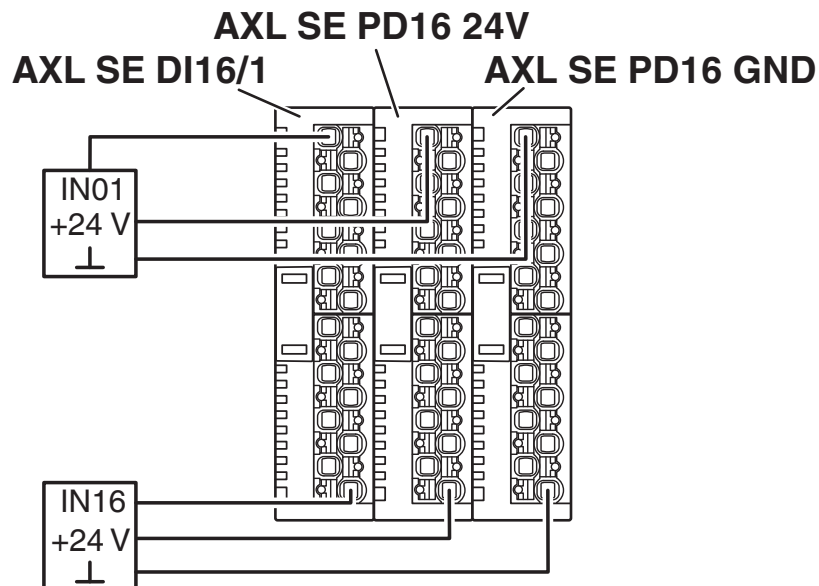 AXL SE PD16 24V
AXL SE DI16/1
AXL SE PD16 GND
IN01
+24 V
IN16
+24 V